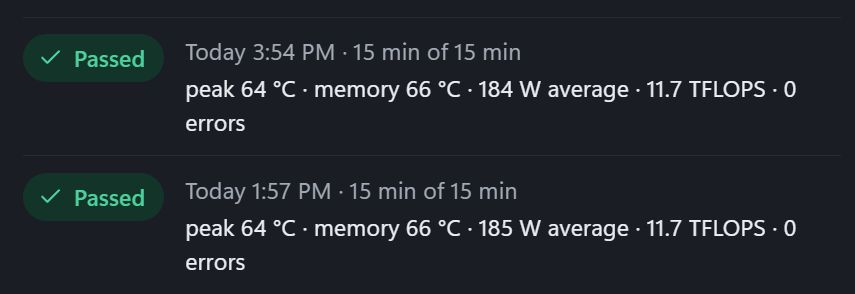 Passed
Today 3:54 PM · 15 min of 15 min
peak 64 °C · memory 66 °C · 184 W average · 11.7 TFLOPS · 0
errors
Passed
Today 1:57 PM · 15 min of 15 min
peak 64 °C · memory 66 °C · 185 W average · 11.7 TFLOPS · 0
errors